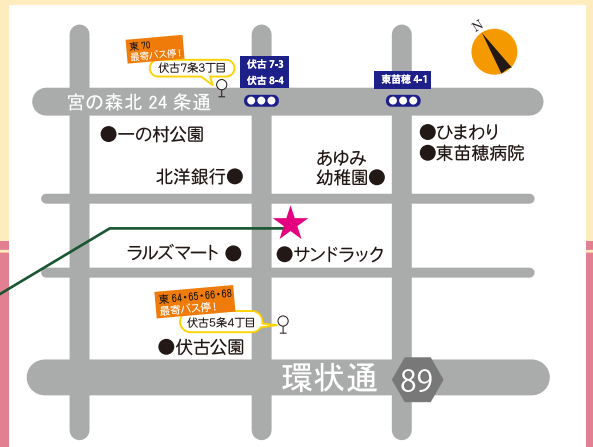 N
東70
最寄バス停!
伏古7条3丁目
伏古 7-3
伏古 8-4
東苗穂 4-1
宮の森北24条通
●一の村公園
●ひまわり
●東苗穂病院
あゆみ
幼稚園●
北洋銀行●
ラルズマート ●
●サンドラック
東 64・65・66・68
最寄バス停!
伏古5条4丁目
●伏古公園
環状通 89